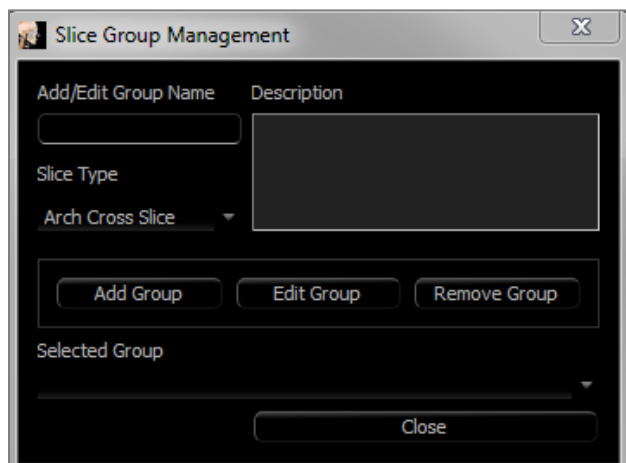 Slice Group Management
Add/Edit Group Name Description
Slice Type
Arch Cross Slice
Add Group Edit Group Remove Group
Selected Group
Close